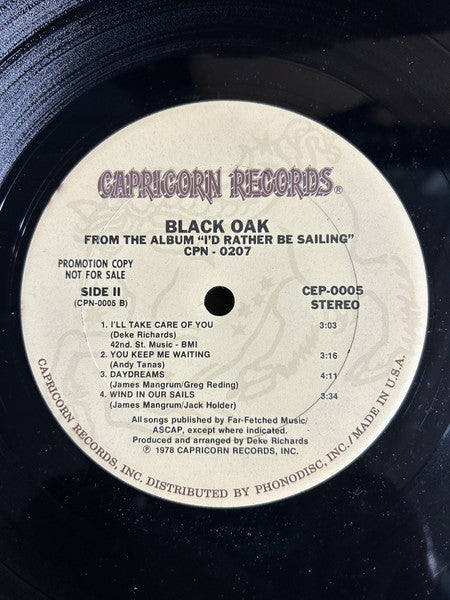 CAPRICORN RECORDS®
BLACK OAK
FROM THE ALBUM "I'D RATHER BE SAILING"
CPN - 0207
PROMOTION COPY
NOT FOR SALE
SIDE II
(CPN-0005 B)
CEP-0005
STEREO
1. I'LL TAKE CARE OF YOU 3:03
(Deke Richards)
42nd. St. Music - BMI
2. YOU KEEP ME WAITING 3:16
(Andy Tanas)
3. DAYDREAMS 4:11
(James Mangrum/Greg Reding)
4. WIND IN OUR SAILS 3:34
(James Mangrum/Jack Holder)
All songs published by Far-Fetched Music/
ASCAP, except where indicated.
Produced and arranged by Deke Richards
℗ 1978 CAPRICORN RECORDS, INC.
CAPRICORN RECORDS, INC. DISTRIBUTED BY PHONODISC, INC./MADE IN U.S.A.